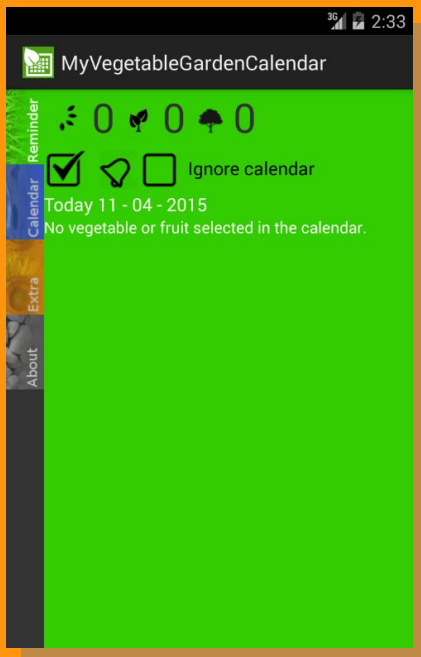 3G 2:33
MyVegetableGardenCalendar
Reminder
Calendar
Extra
About
0 0 0
Ignore calendar
Today 11 - 04 - 2015
No vegetable or fruit selected in the calendar.